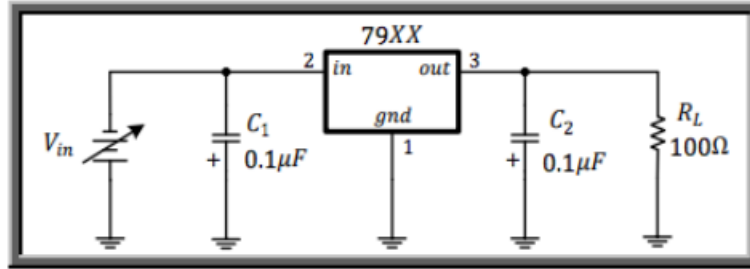 79XX
2 in out 3
gnd
1
V_in
C_1
+ 0.1μF
C_2
+ 0.1μF
R_L
100Ω